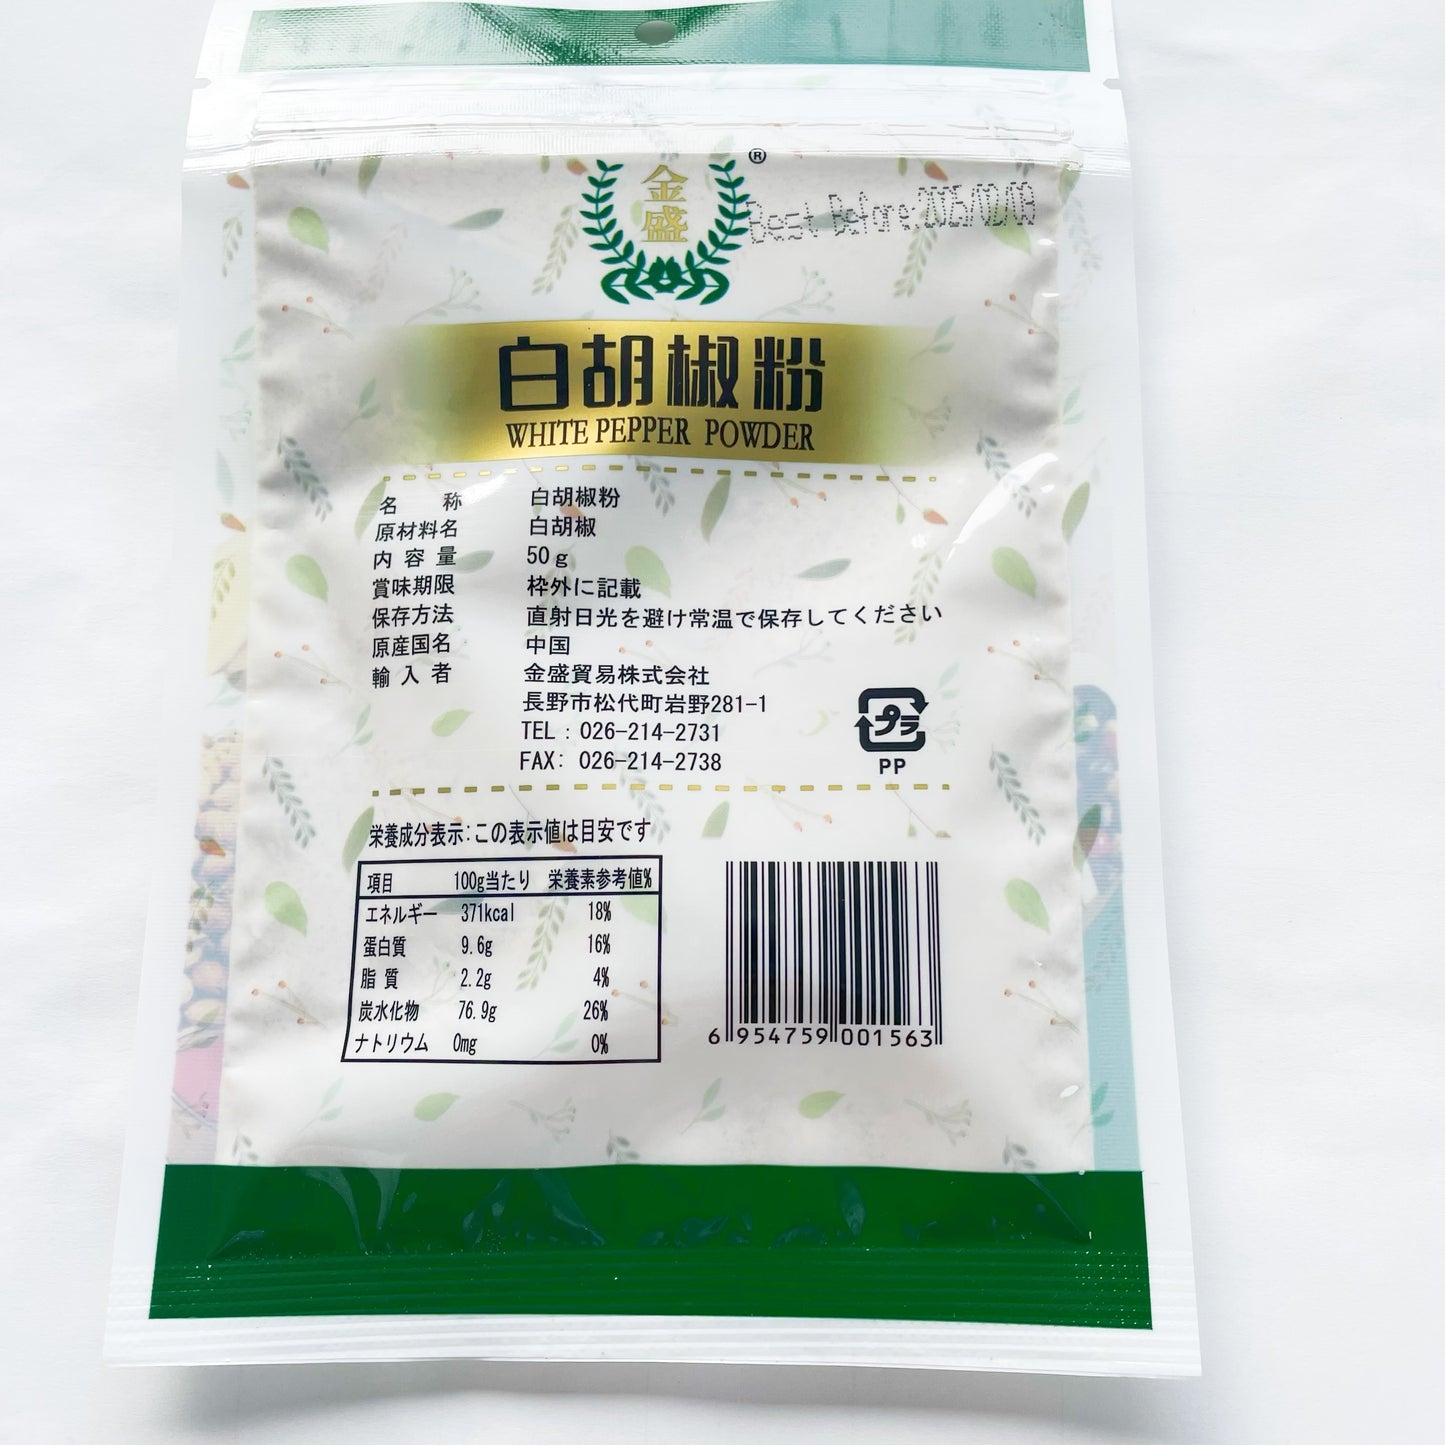 金盛
®
Best Before:2025/02/08
白胡椒粉
WHITE PEPPER POWDER
名 称 白胡椒粉
原材料名 白胡椒
内容量 50g
賞味期限 枠外に記載
保存方法 直射日光を避け常温で保存してください
原産国名 中国
輸入者 金盛貿易株式会社
長野市松代町岩野281-1
TEL : 026-214-2731
FAX: 026-214-2738
プラ
PP
栄養成分表示:この表示値は目安です
項目 100g当たり 栄養素参考値%
エネルギー 371kcal 18%
蛋白質 9.6g 16%
脂質 2.2g 4%
炭水化物 76.9g 26%
ナトリウム 0mg 0%
6 954759 001563